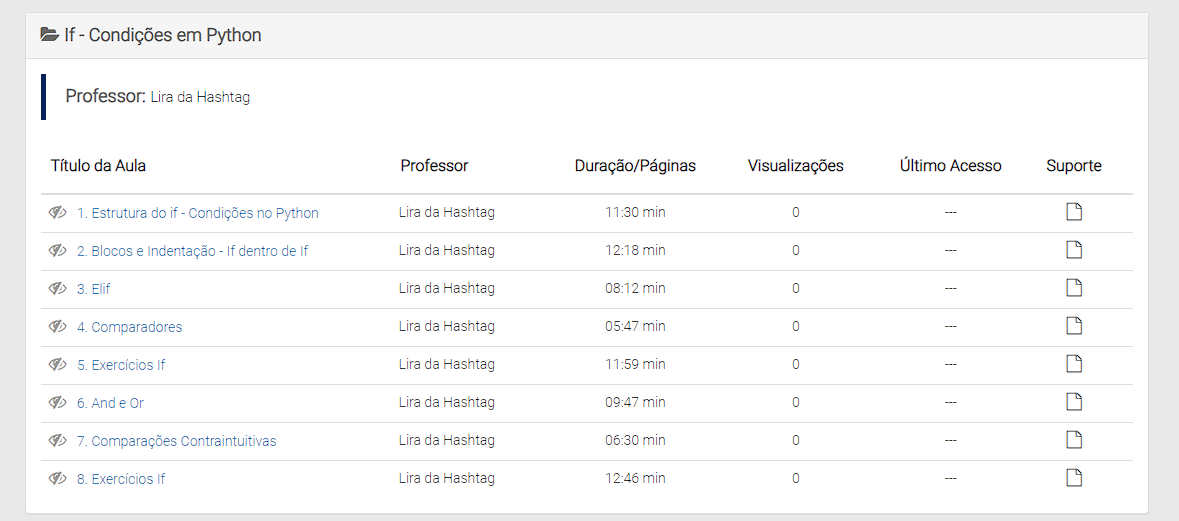 If - Condições em Python
Professor: Lira da Hashtag
Título da Aula Professor Duração/Páginas Visualizações Último Acesso Suporte
1. Estrutura do if - Condições no Python Lira da Hashtag 11:30 min 0 ---
2. Blocos e Indentação - If dentro de If Lira da Hashtag 12:18 min 0 ---
3. Elif Lira da Hashtag 08:12 min 0 ---
4. Comparadores Lira da Hashtag 05:47 min 0 ---
5. Exercícios If Lira da Hashtag 11:59 min 0 ---
6. And e Or Lira da Hashtag 09:47 min 0 ---
7. Comparações Contraintuitivas Lira da Hashtag 06:30 min 0 ---
8. Exercícios If Lira da Hashtag 12:46 min 0 ---